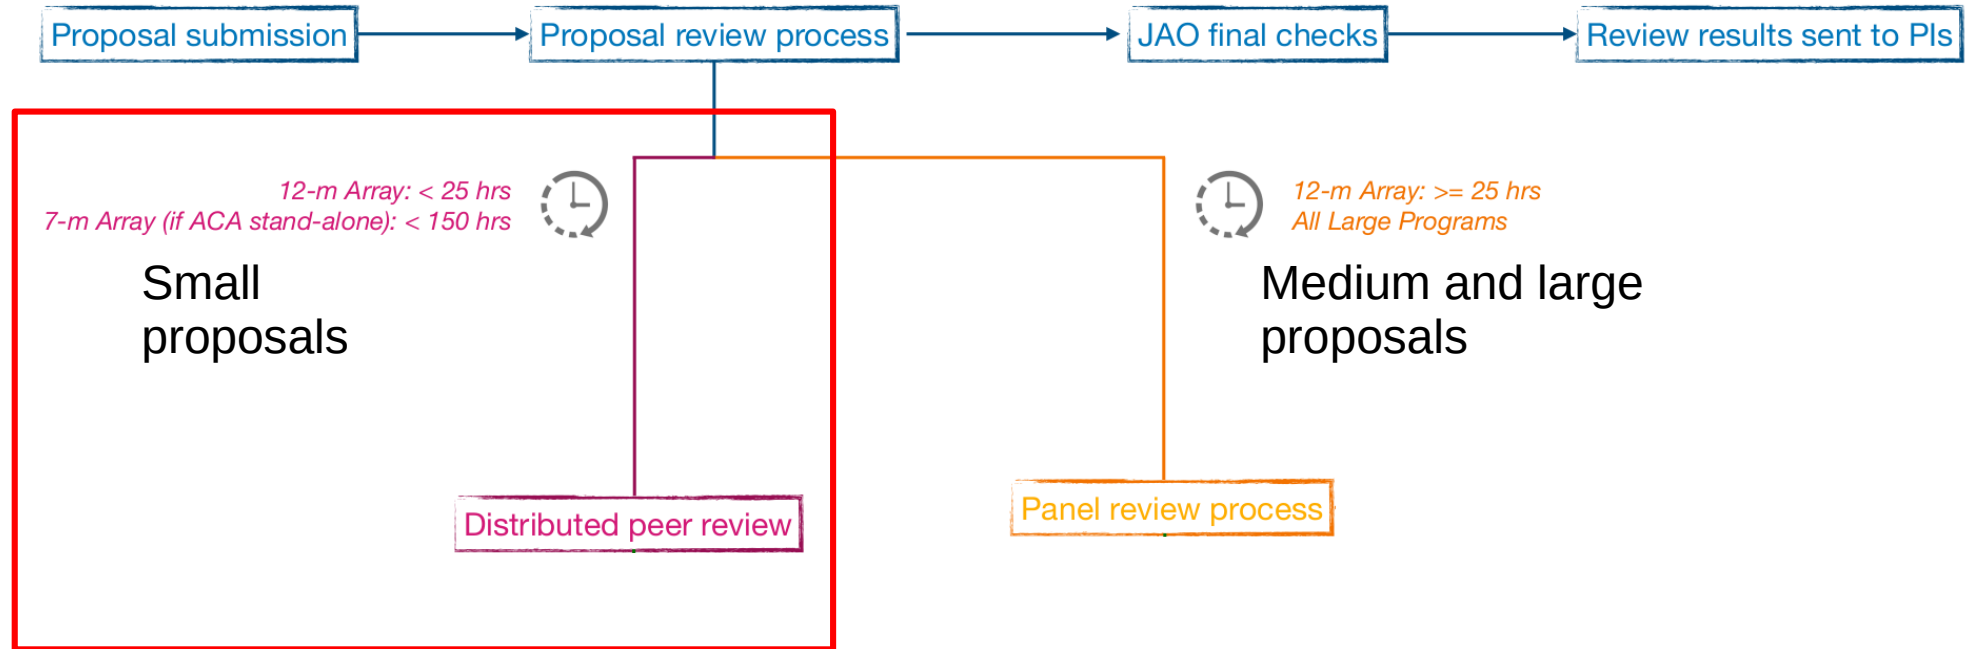 Proposal submission
Proposal review process
JAO final checks
Review results sent to PIs
12-m Array: < 25 hrs
7-m Array (if ACA stand-alone): < 150 hrs
12-m Array: >= 25 hrs
All Large Programs
Small
proposals
Medium and large
proposals
Distributed peer review
Panel review process